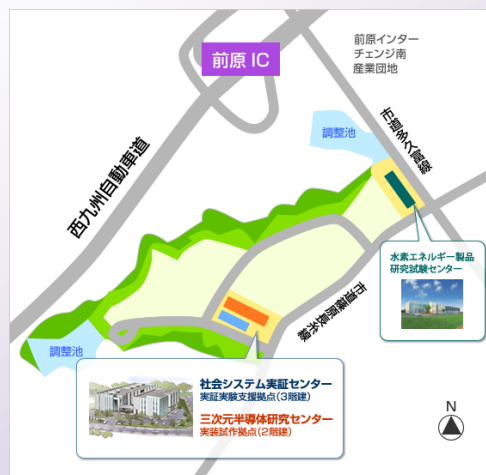 前原 IC
前原インター
チェンジ南
産業団地
調整池
市道多久富線
西九州自動車道
水素エネルギー製品
研究試験センター
市道篠原長糸線
調整池
社会システム実証センター
実証実験支援拠点(3階建)
三次元半導体研究センター
実装試作拠点(2階建)
N